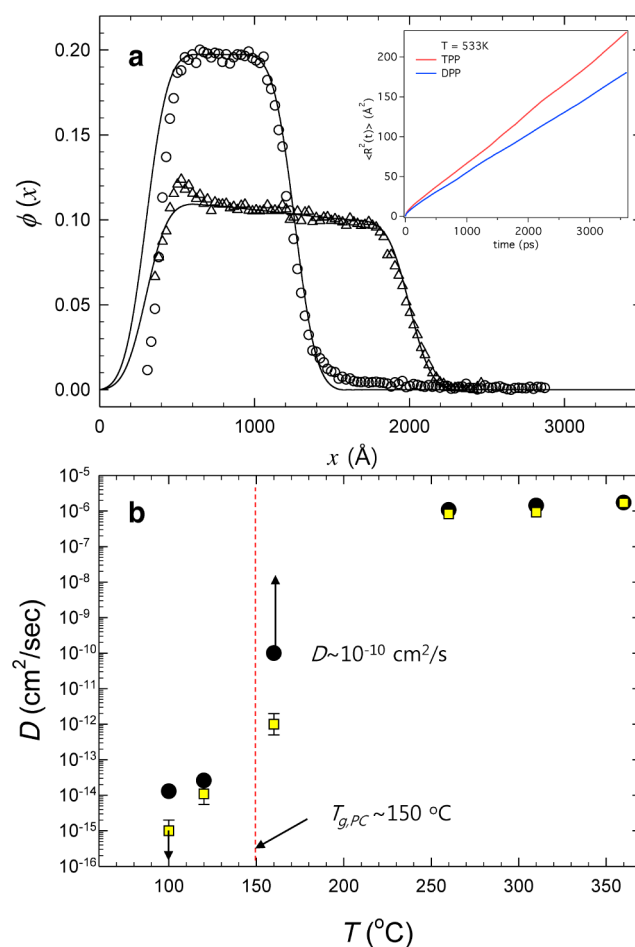 a
0.20
0.15
0.10
0.05
0.00
ϕ (x)
0
1000
2000
3000
x (Å)
T = 533K
TPP
DPP
200
150
100
50
0
<R²(t)> (Å²)
0
1000
2000
3000
time (ps)
b
10⁻⁵
10⁻⁶
10⁻⁷
10⁻⁸
10⁻⁹
10⁻¹⁰
10⁻¹¹
10⁻¹²
10⁻¹³
10⁻¹⁴
10⁻¹⁵
10⁻¹⁶
D (cm²/sec)
D~10⁻¹⁰ cm²/s
T_g,PC ~150 °C
100
150
200
250
300
350
T (°C)